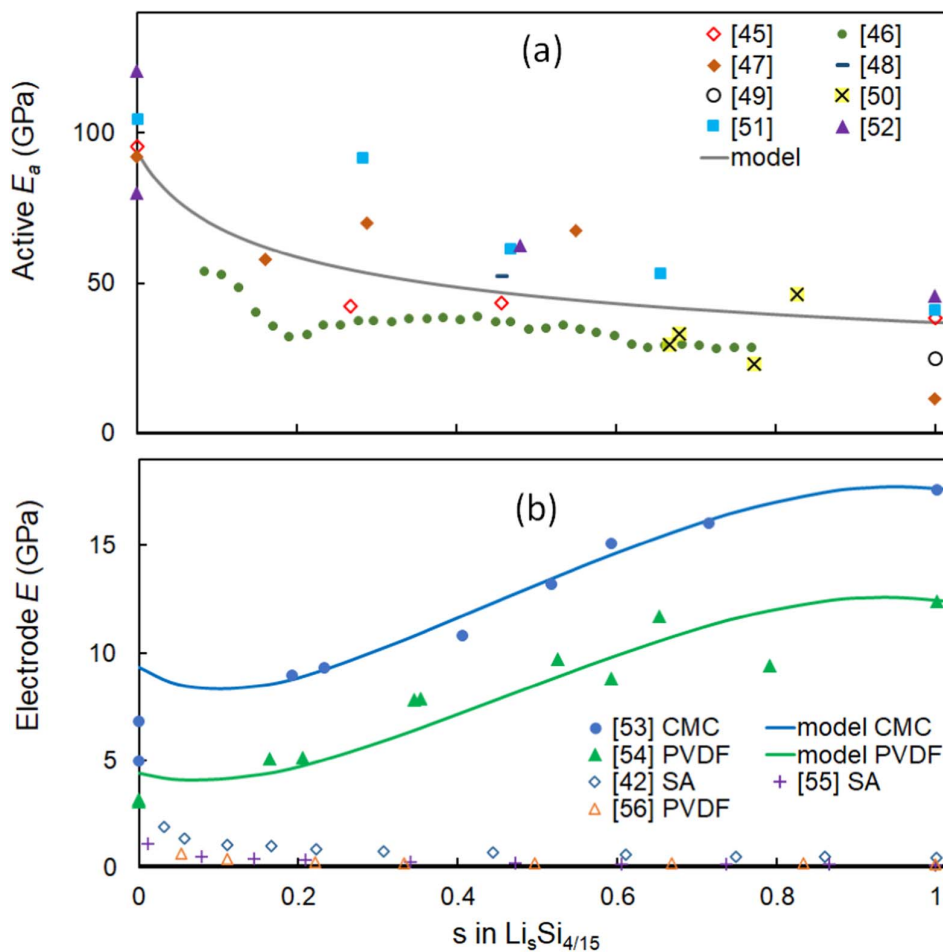 (a)
[45] [46]
[47] [48]
[49] [50]
[51] [52]
model
Active Eₐ (GPa)
100
50
0
(b)
Electrode E (GPa)
15
10
5
0
[53] CMC model CMC
[54] PVDF model PVDF
[42] SA [55] SA
[56] PVDF
0 0.2 0.4 0.6 0.8 1
s in LiₛSi₄/₁₅